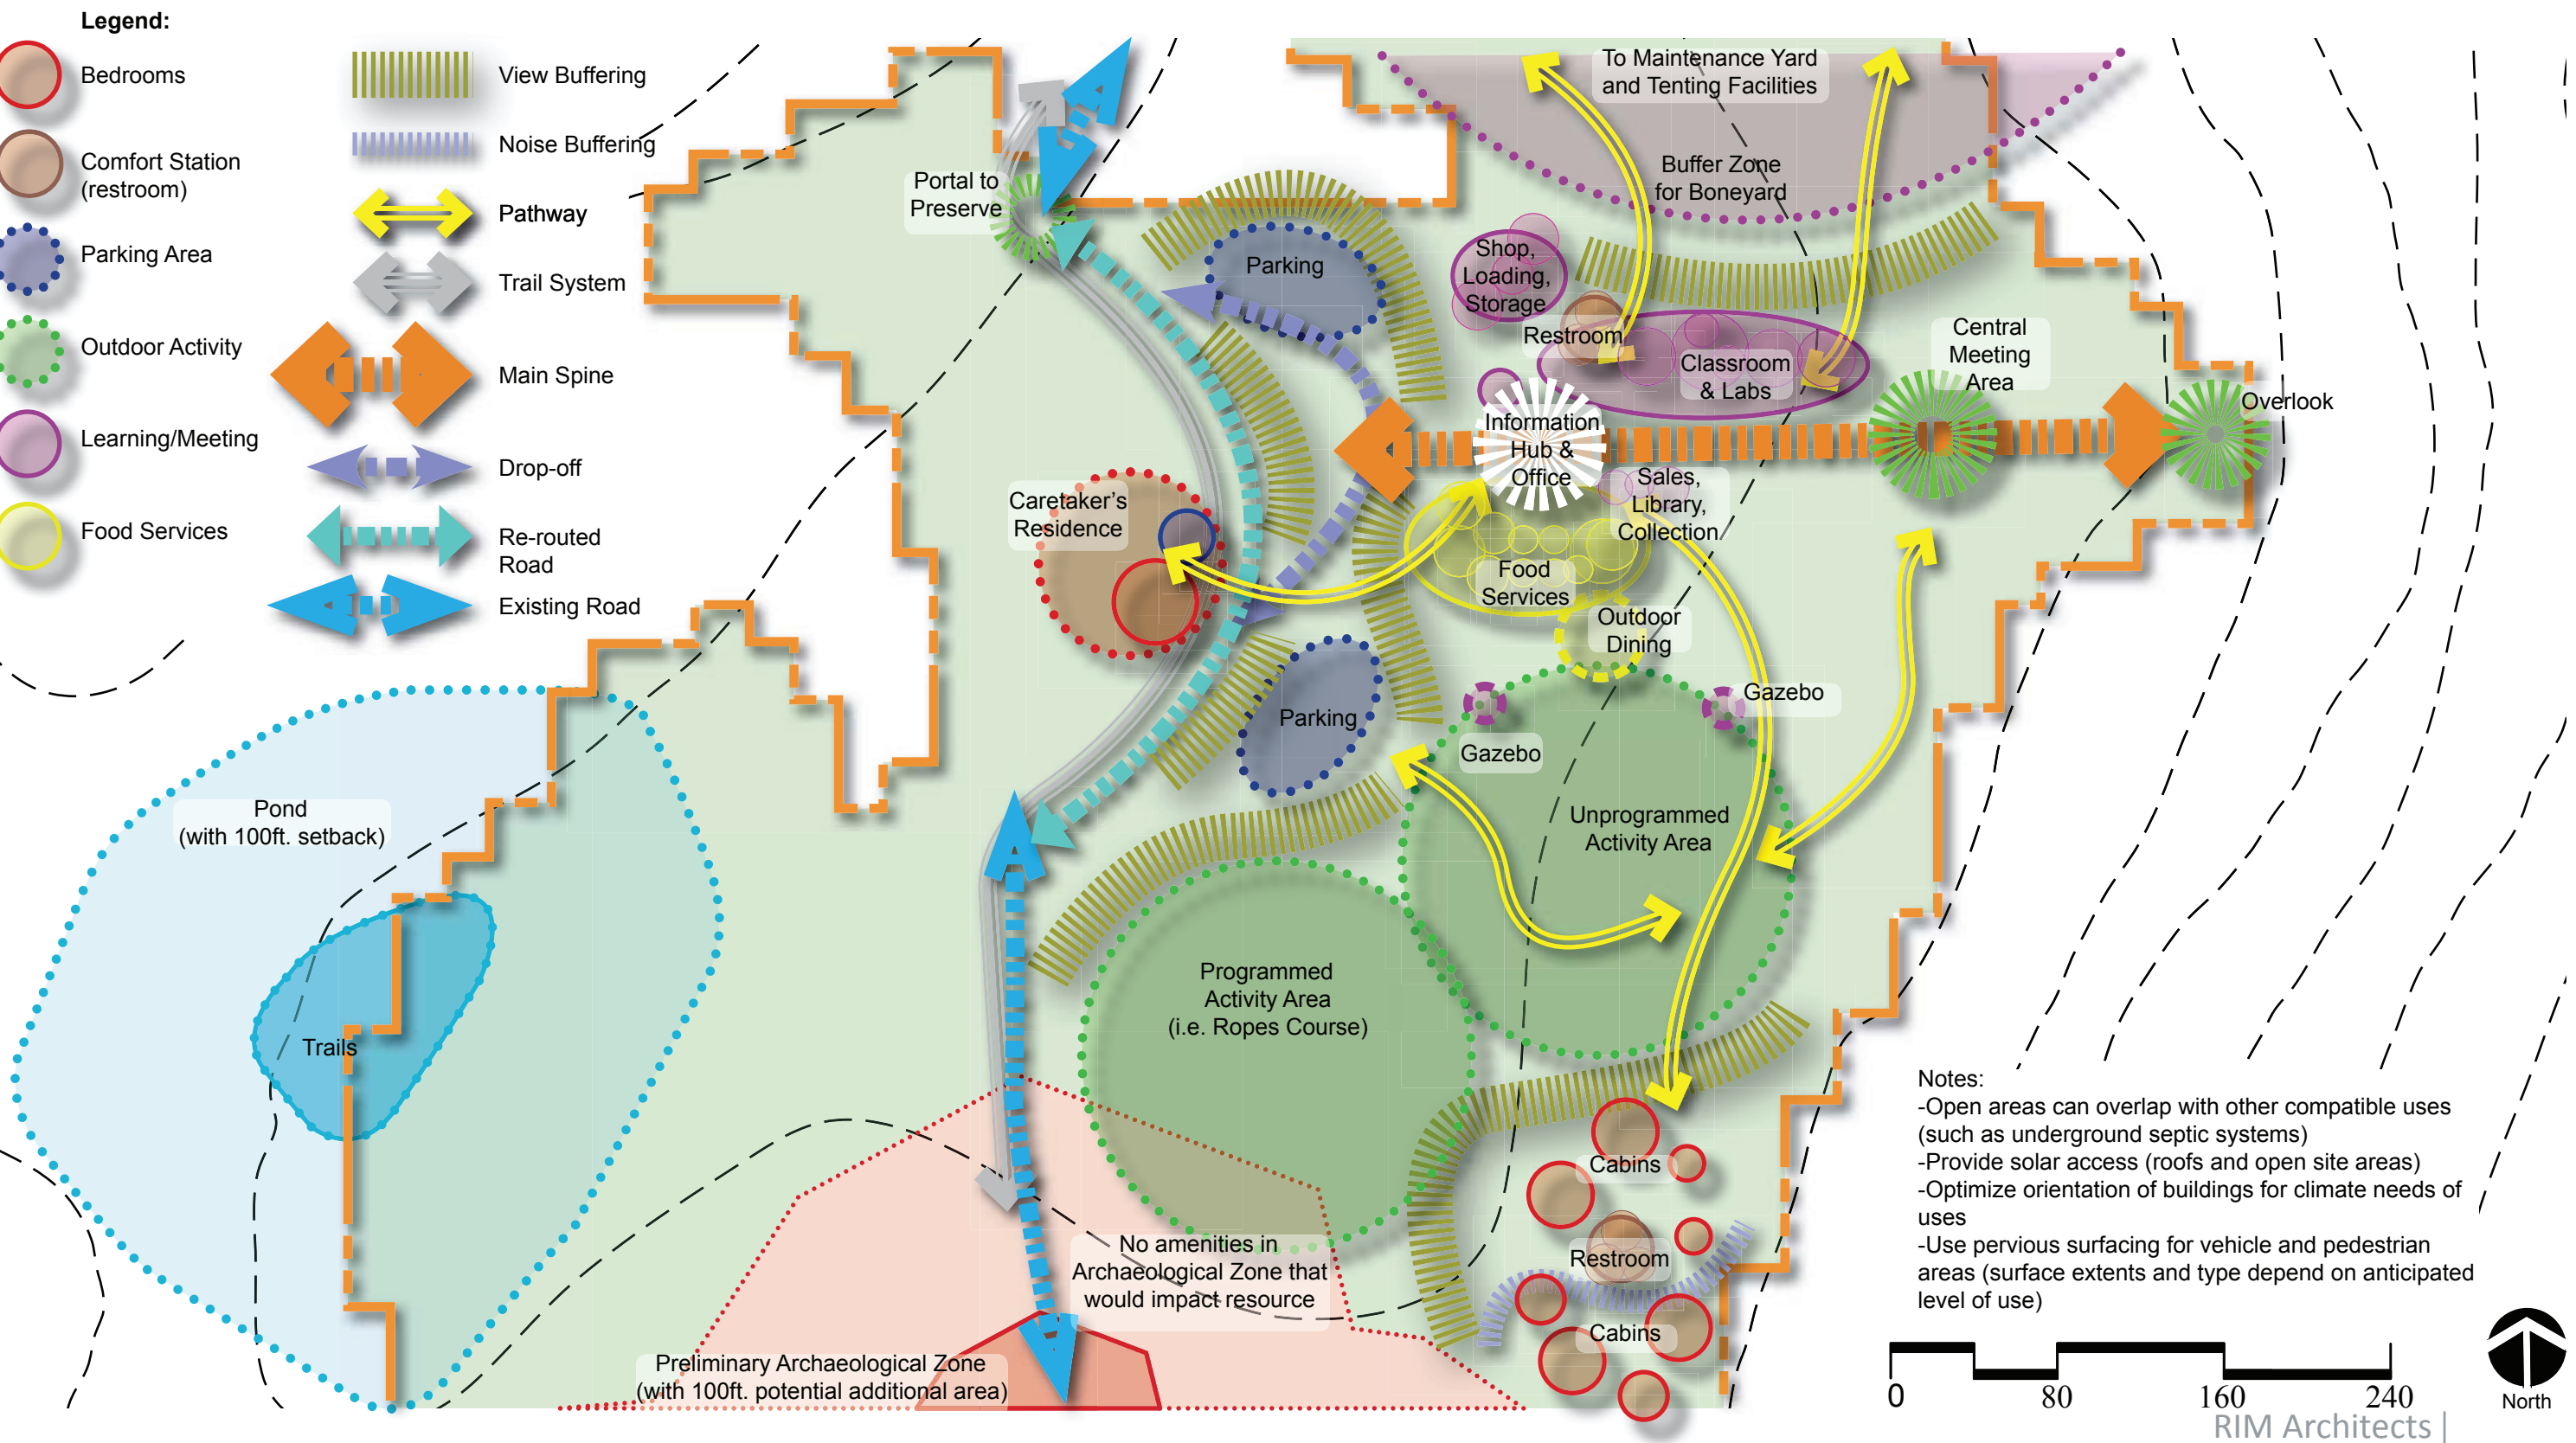 Legend:
Bedrooms
Comfort Station
(restroom)
Parking Area
Outdoor Activity
Learning/Meeting
Food Services
View Buffering
Noise Buffering
Pathway
Trail System
Main Spine
Drop-off
Re-routed
Road
Existing Road
To Maintenance Yard
and Tenting Facilities
Buffer Zone
for Boneyard
Portal to
Preserve
Parking
Shop,
Loading,
Storage
Restroom
Classroom
& Labs
Central
Meeting
Area
Overlook
Information
Hub &
Office
Sales,
Library,
Collection
Caretaker’s
Residence
Food
Services
Outdoor
Dining
Gazebo
Gazebo
Parking
Pond
(with 100ft. setback)
Unprogrammed
Activity Area
Programmed
Activity Area
(i.e. Ropes Course)
Trails
Cabins
Restroom
Cabins
No amenities in
Archaeological Zone that
would impact resource
Preliminary Archaeological Zone
(with 100ft. potential additional area)
Notes:
-Open areas can overlap with other compatible uses
(such as underground septic systems)
-Provide solar access (roofs and open site areas)
-Optimize orientation of buildings for climate needs of
uses
-Use pervious surfacing for vehicle and pedestrian
areas (surface extents and type depend on anticipated
level of use)
0 80 160 240
North
RIM Architects |